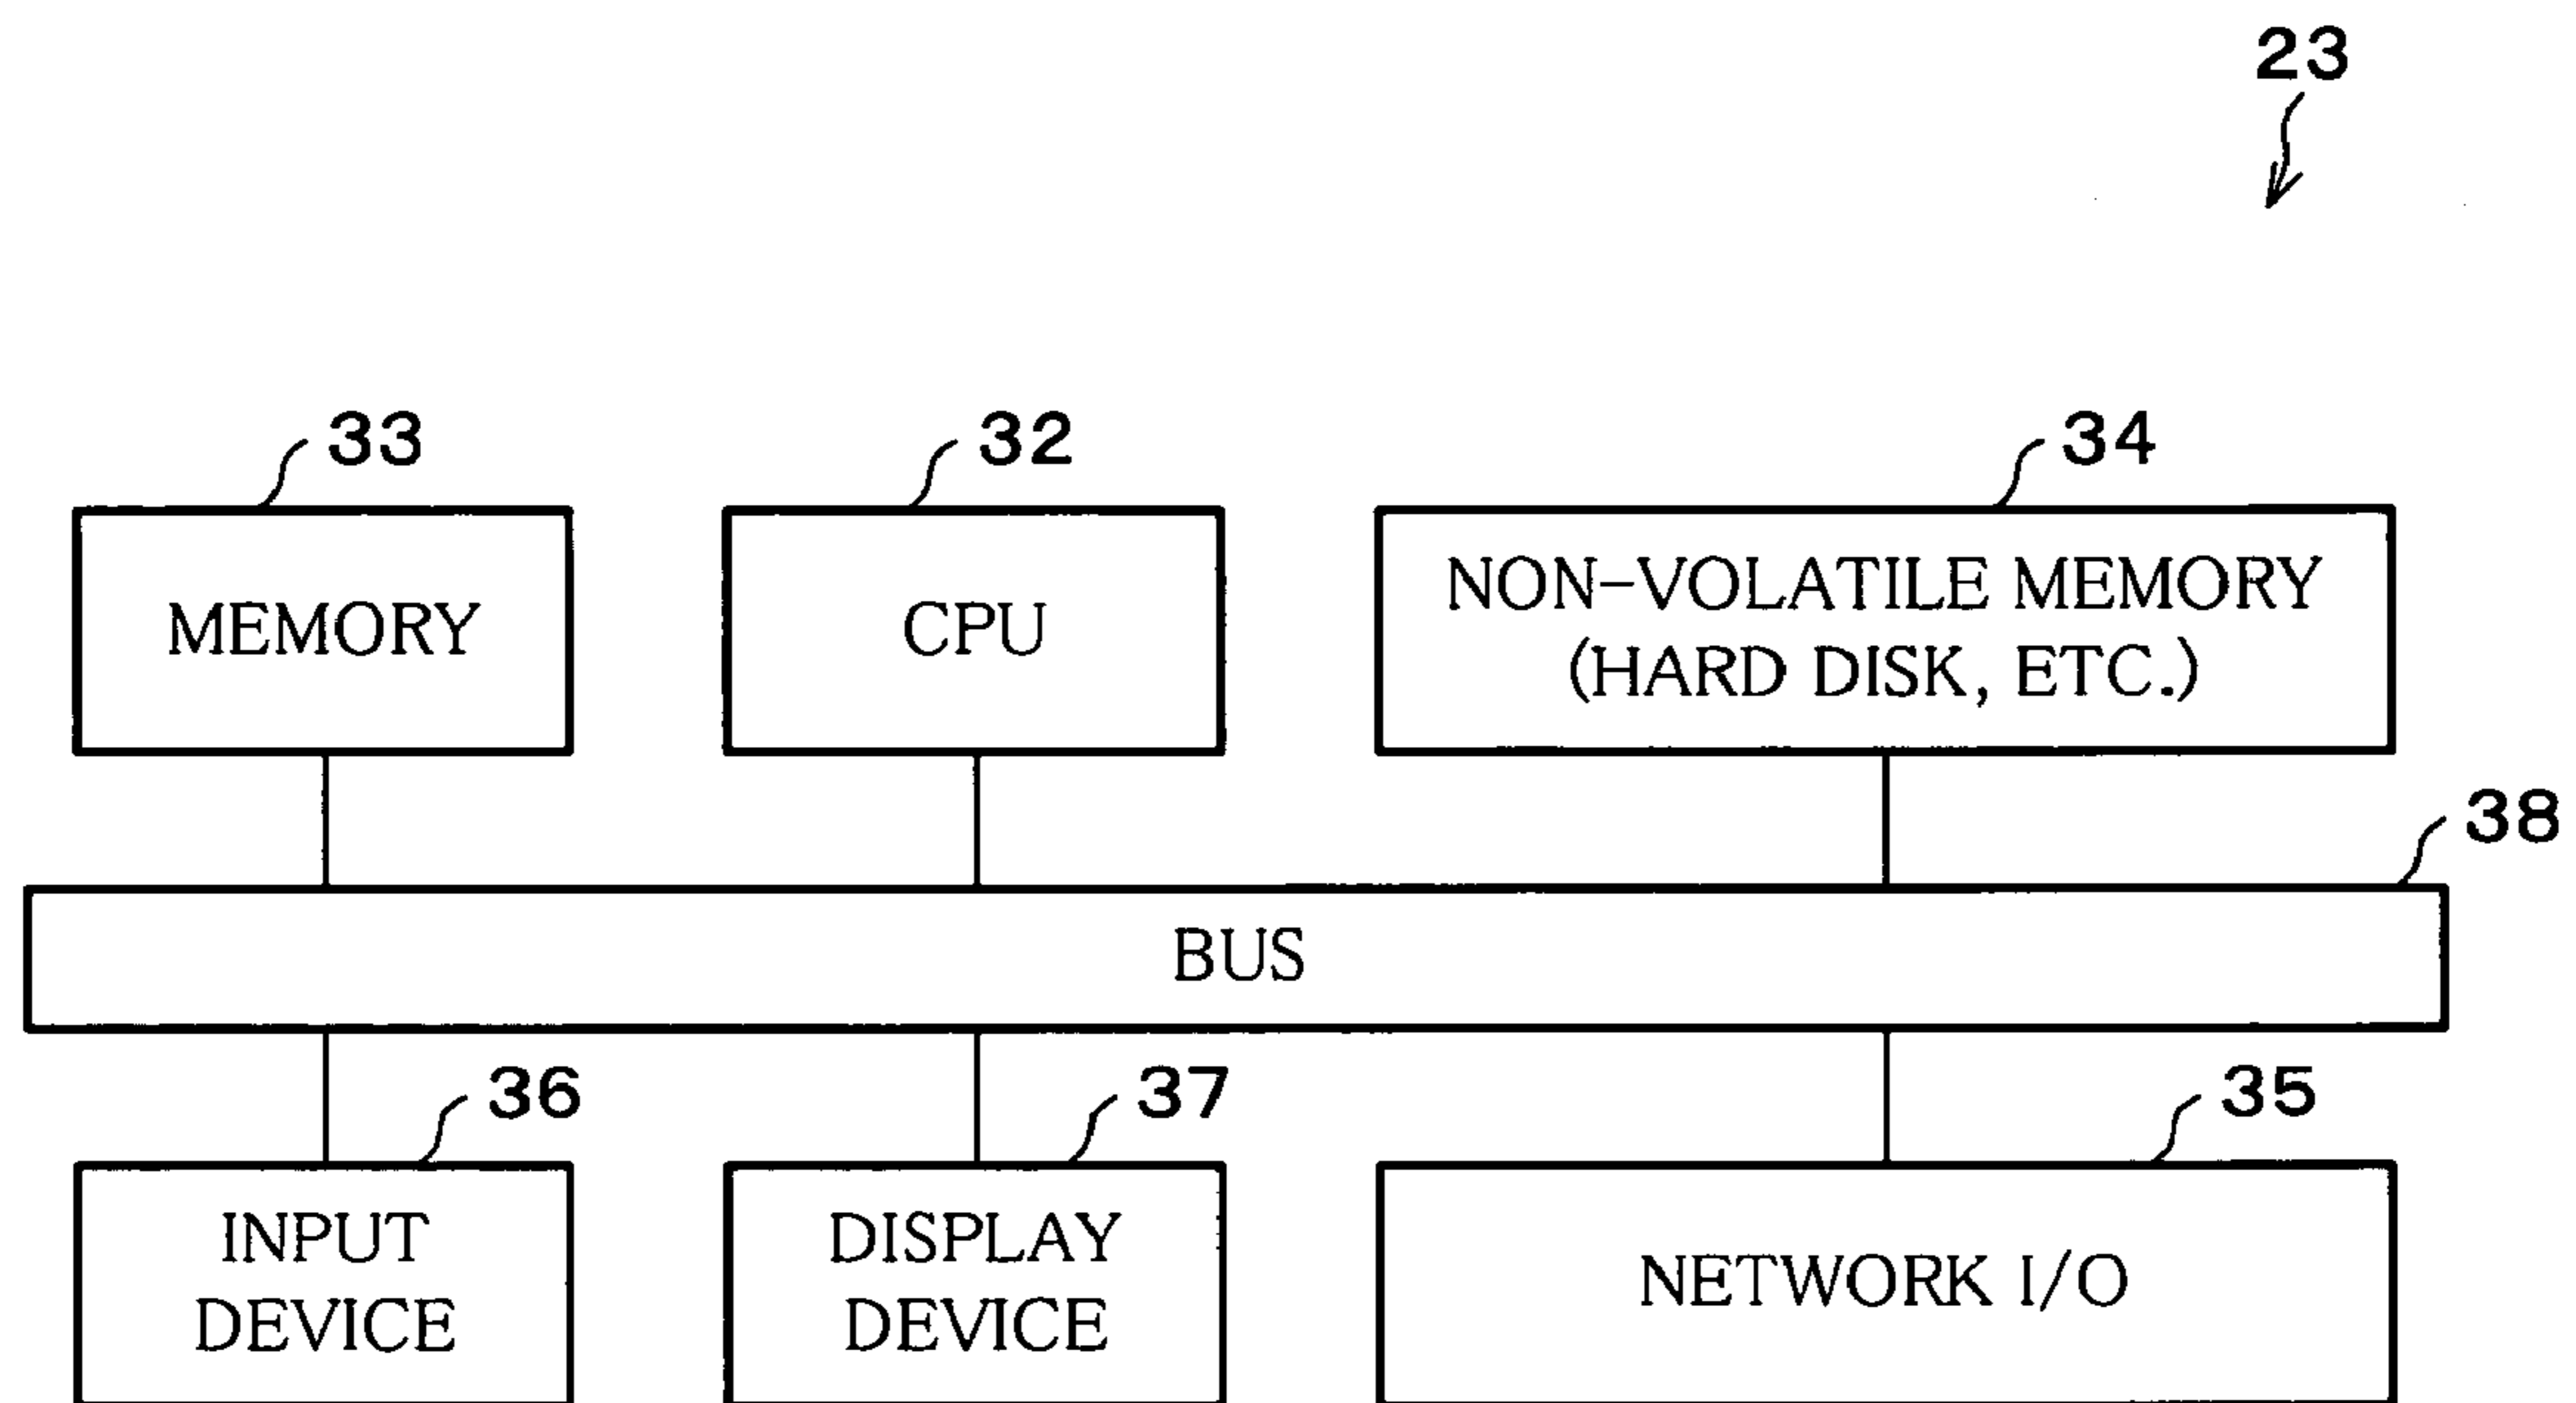 23
33
32
34
MEMORY
CPU
NON-VOLATILE MEMORY
(HARD DISK, ETC.)
38
BUS
36
37
35
INPUT
DEVICE
DISPLAY
DEVICE
NETWORK I/O